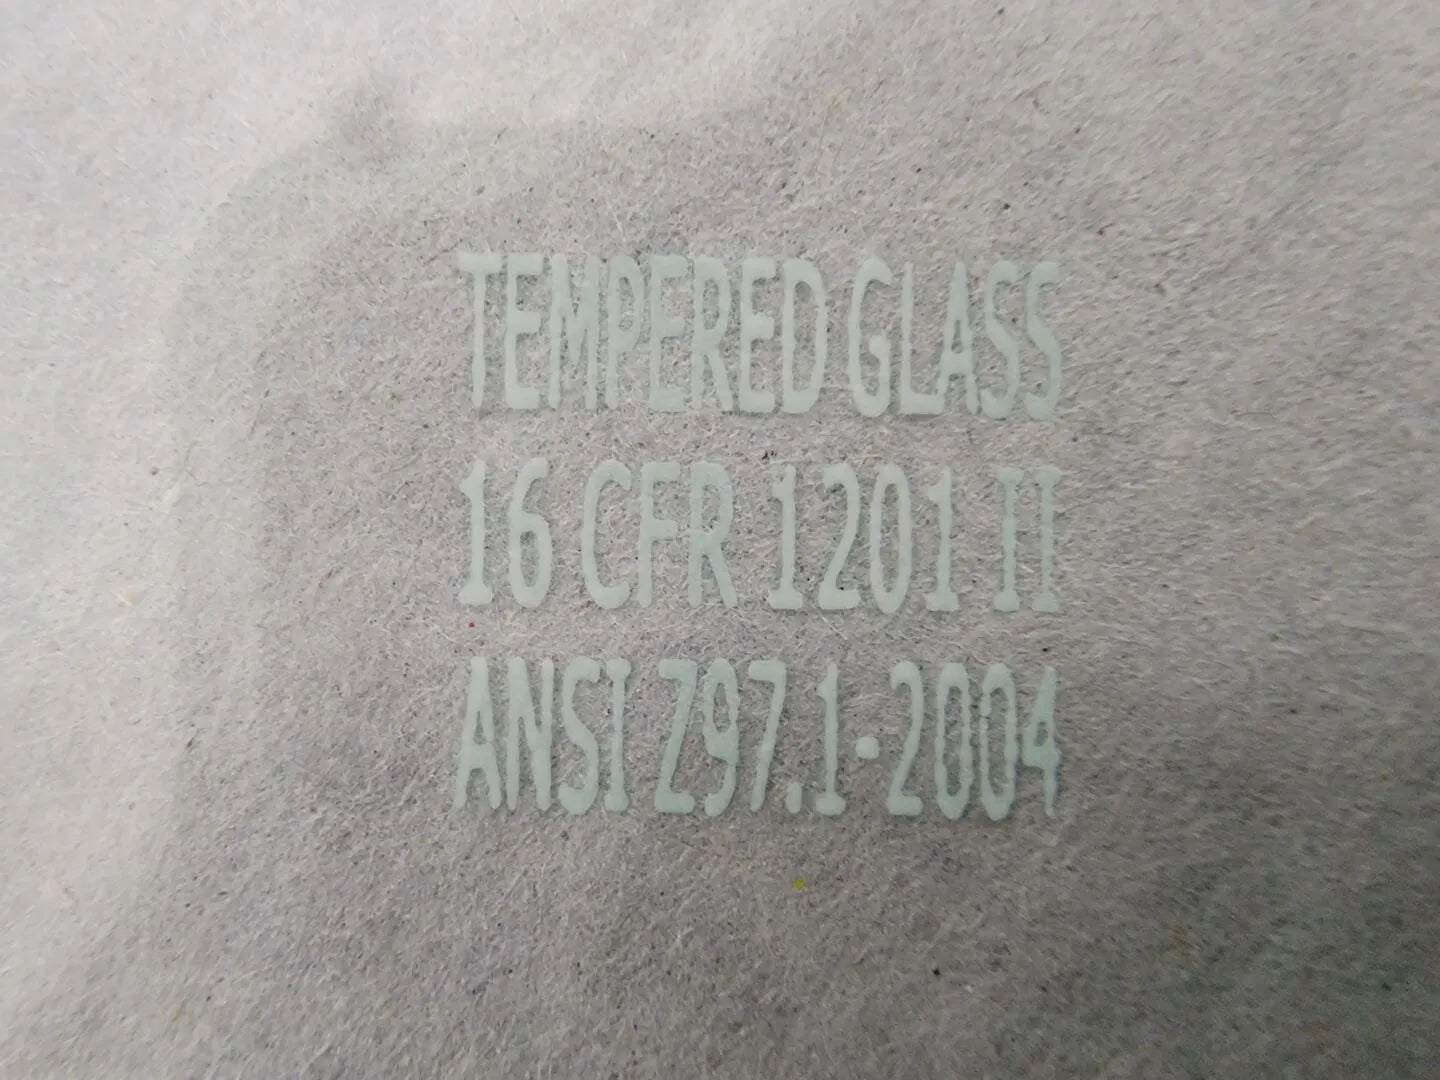 TEMPERED GLASS
16 CFR 1201 II
ANSI Z97.1-2004